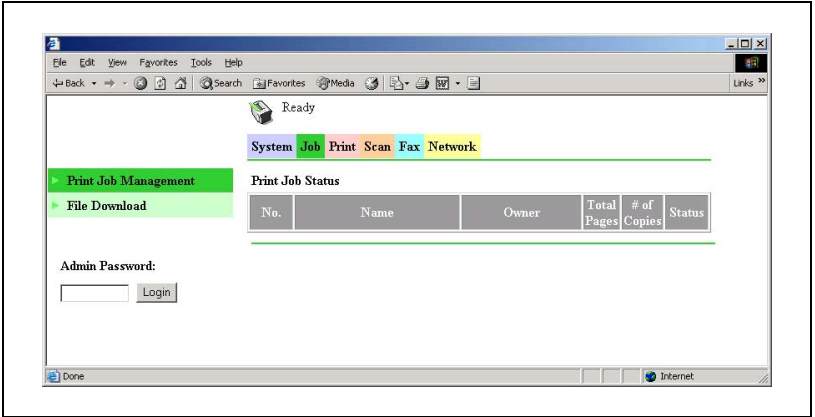 File Edit View Favorites Tools Help
Back Search Favorites Media Links »
Ready
System Job Print Scan Fax Network
Print Job Management
File Download
Print Job Status
No. Name Owner Total Pages # of Copies Status
Admin Password:
Login
Done Internet